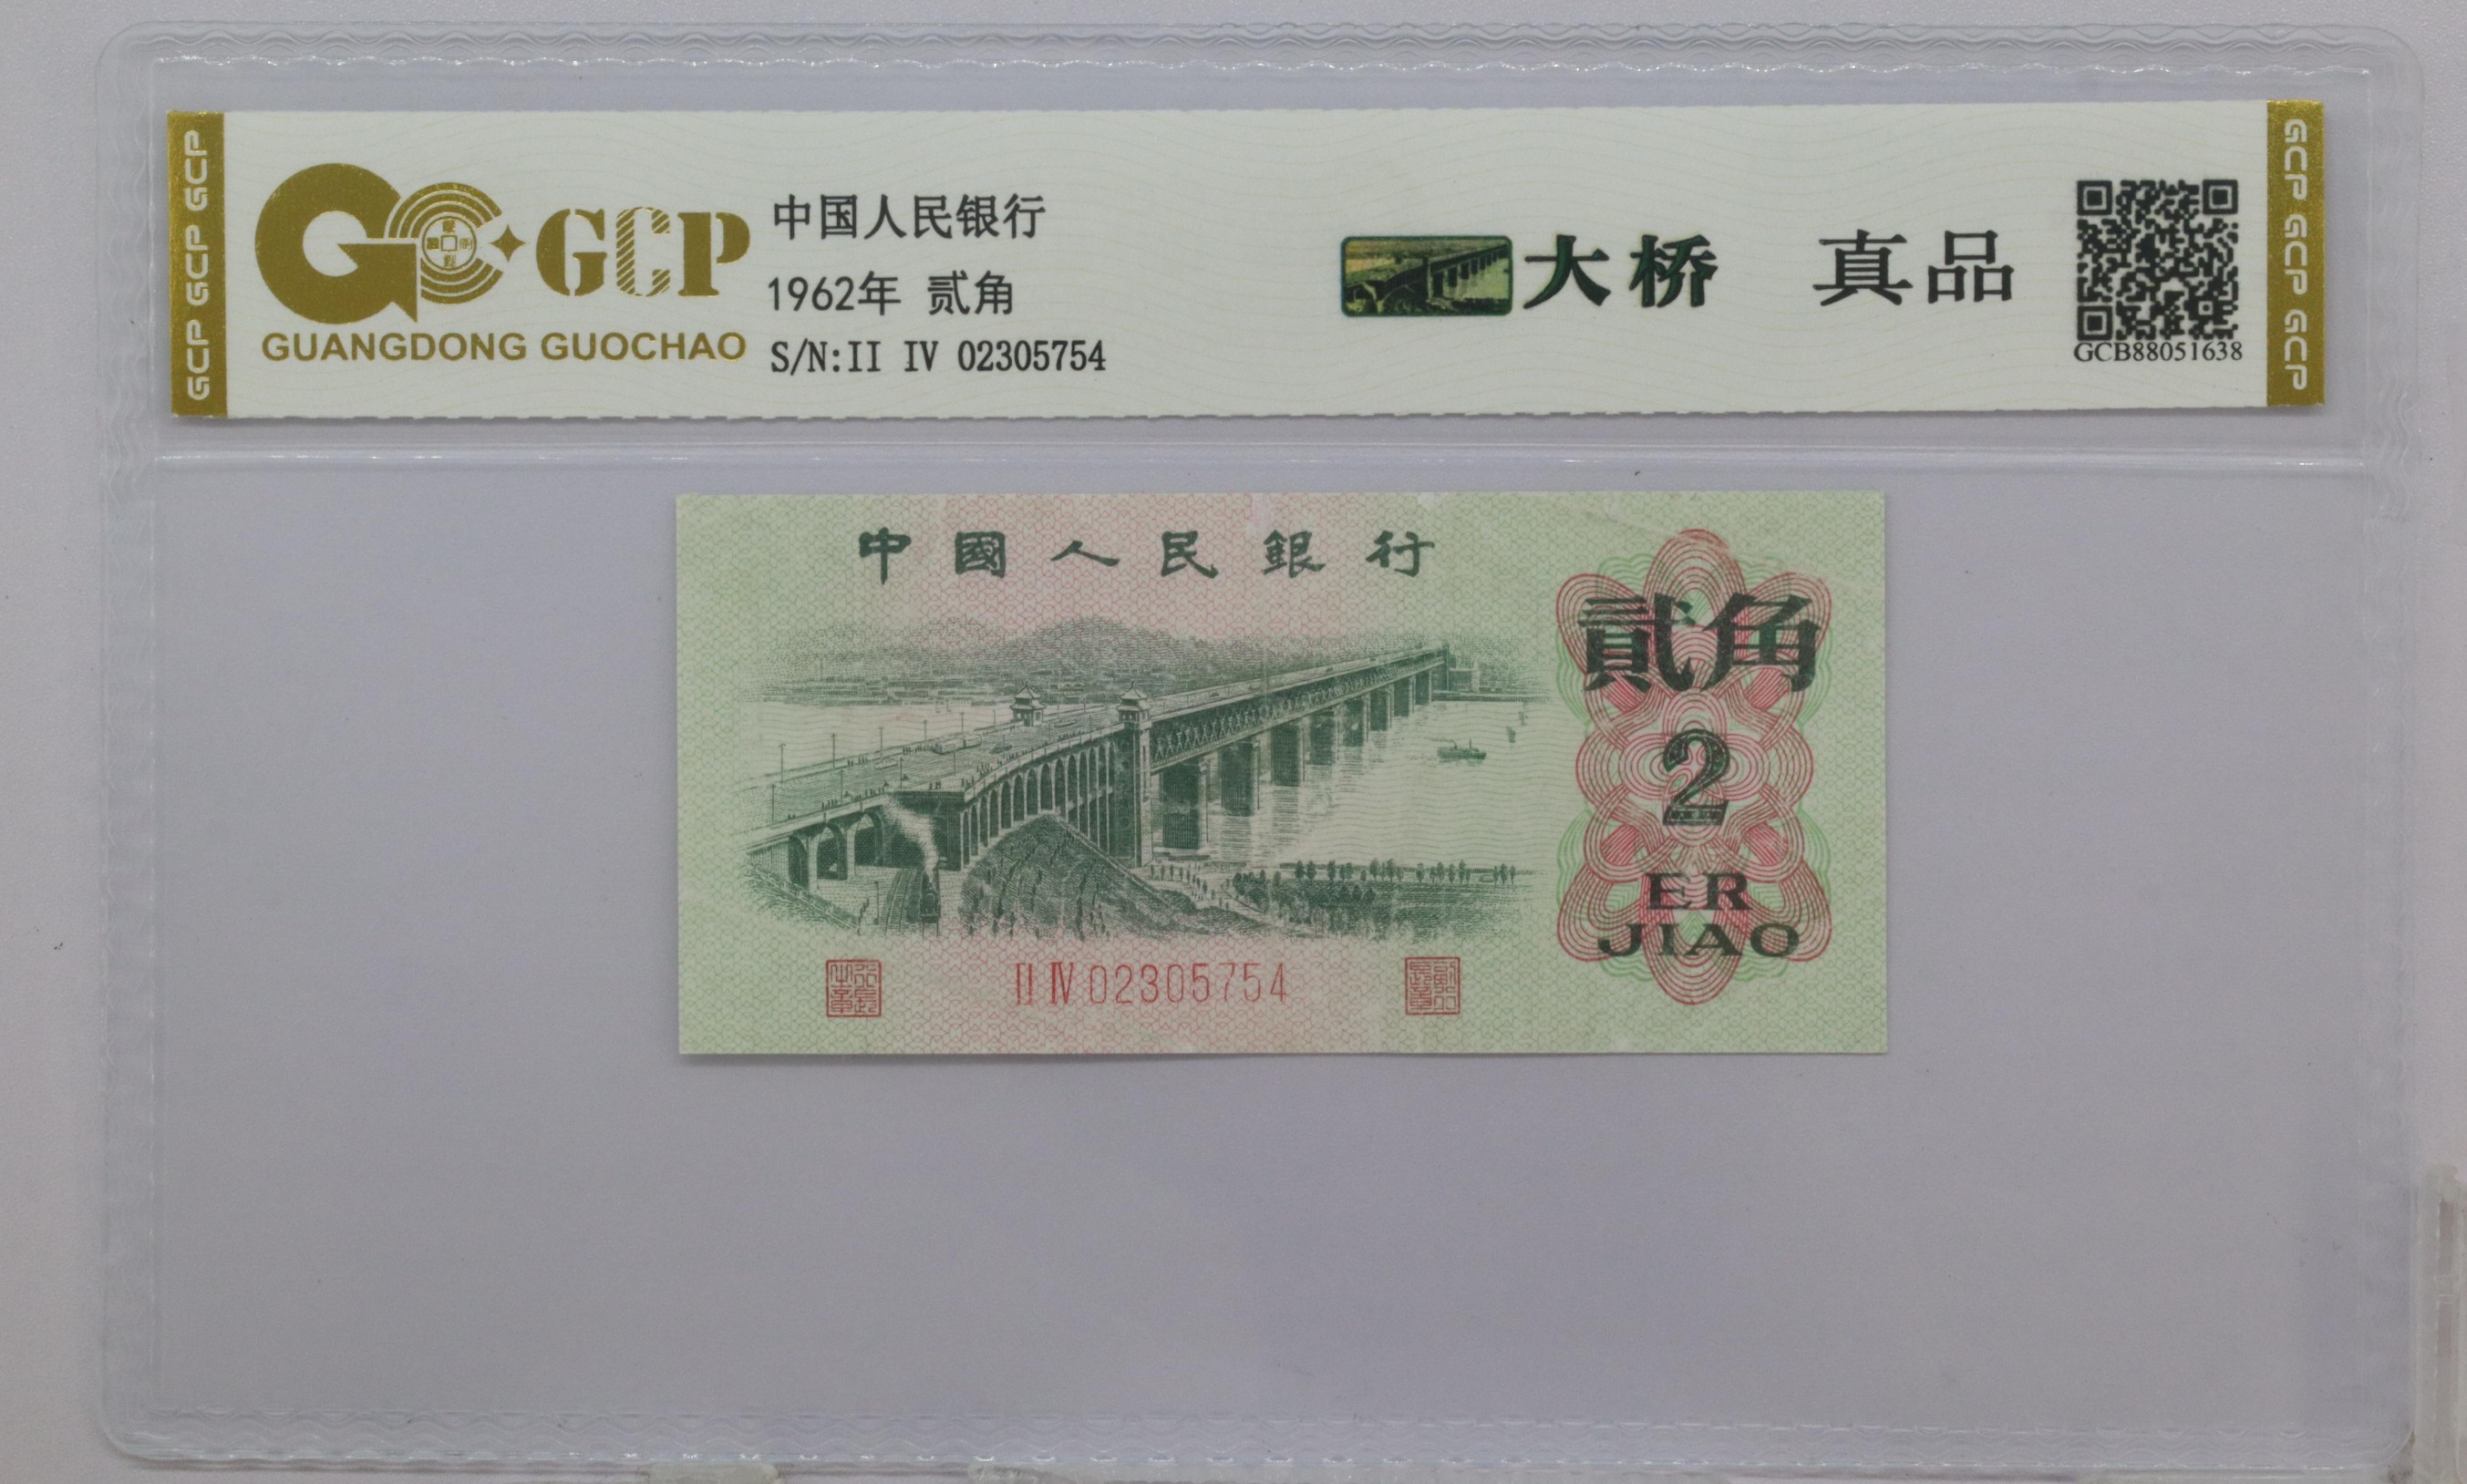 GCP GCP GCP
GCP
GUANGDONG GUOCHAO
中国人民银行
1962年 贰角
S/N:II IV 02305754
大桥 真品
GCB88051638
GCP GCP GCP
中國人民銀行
貳角
2
ER
JIAO
II IV 02305754